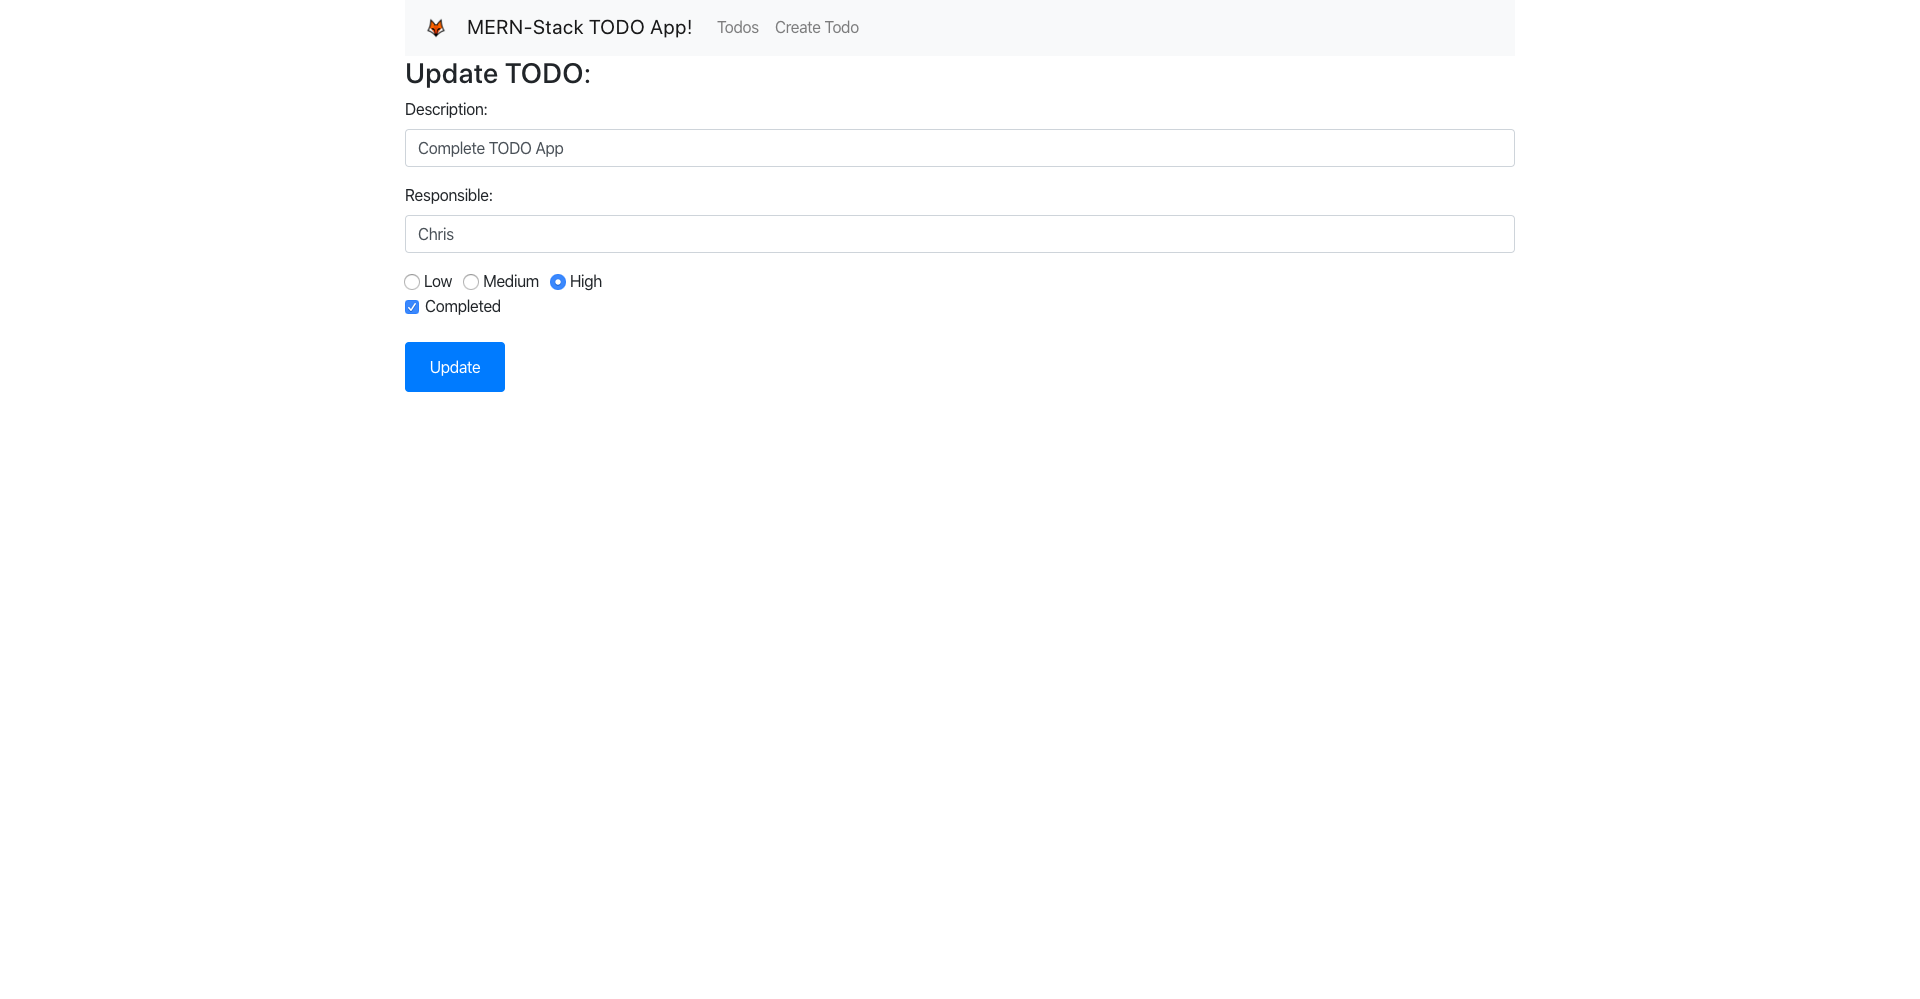 MERN-Stack TODO App! Todos Create Todo
Update TODO:
Description:
Complete TODO App
Responsible:
Chris
Low Medium High
Completed
Update